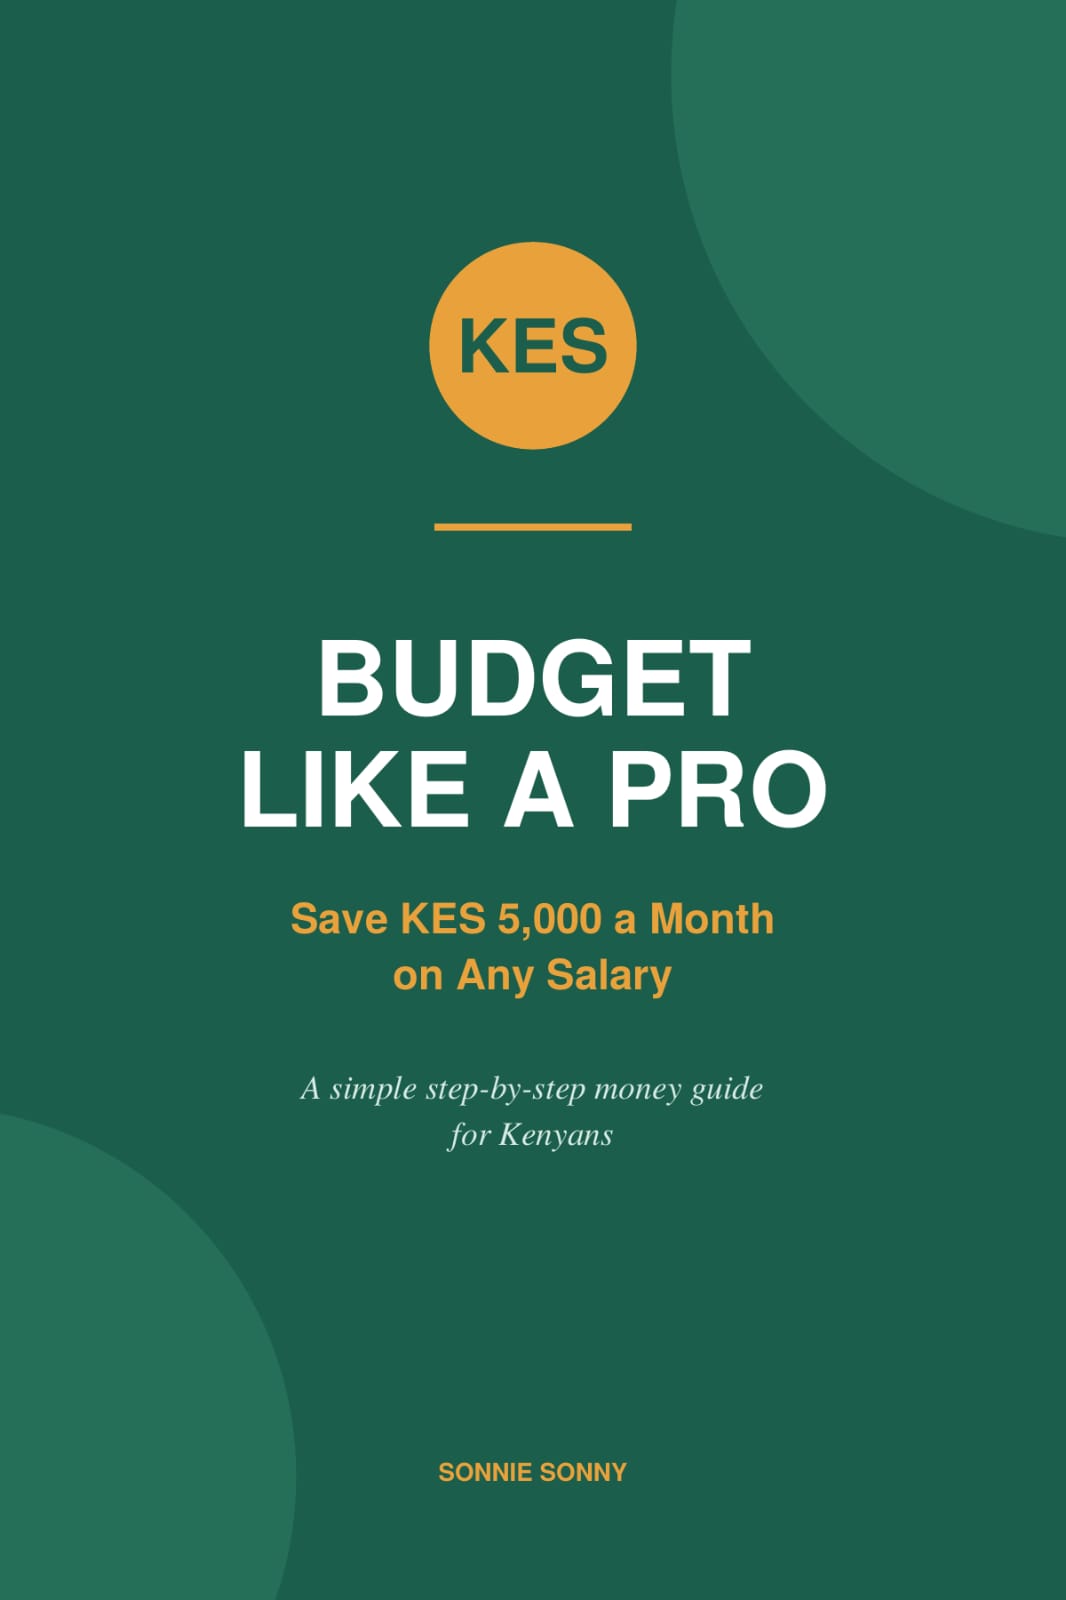 KES
BUDGET
LIKE A PRO
Save KES 5,000 a Month
on Any Salary
A simple step-by-step money guide
for Kenyans
SONNIE SONNY